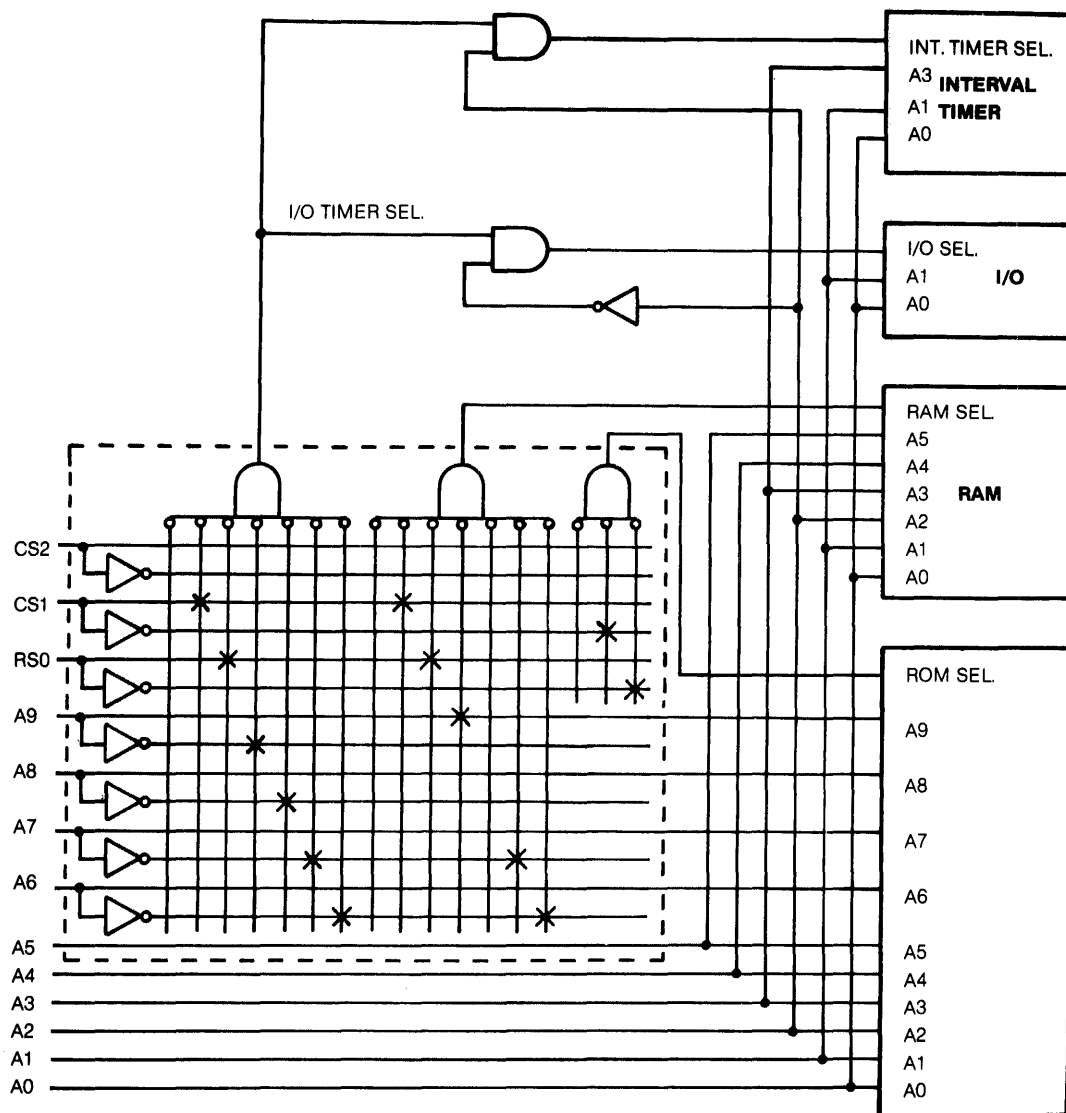 INT. TIMER SEL.
A3 INTERVAL
A1 TIMER
A0
I/O TIMER SEL.
I/O SEL.
A1 I/O
A0
RAM SEL.
A5
A4
A3 RAM
A2
A1
A0
CS2
CS1
RS0
A9
A8
A7
A6
A5
A4
A3
A2
A1
A0
ROM SEL.
A9
A8
A7
A6
A5
A4
A3
A2
A1
A0